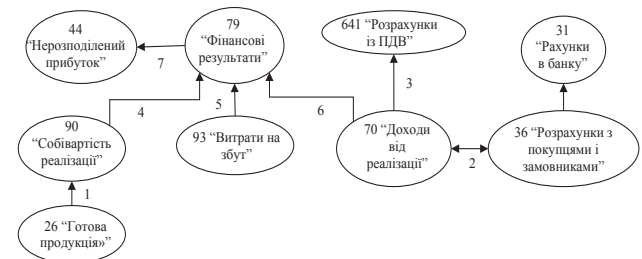 44
“Нерозподілений
прибуток”
79
“Фінансові
результати”
641 “Розрахунки
із ПДВ”
31
“Рахунки
в банку”
7
4
5
6
3
90
“Собівартість
реалізації”
93 “Витрати на
збут”
70 “Доходи
від
реалізації”
2
36 “Розрахунки з
покупцями і
замовниками”
1
26 “Готова
продукція»”